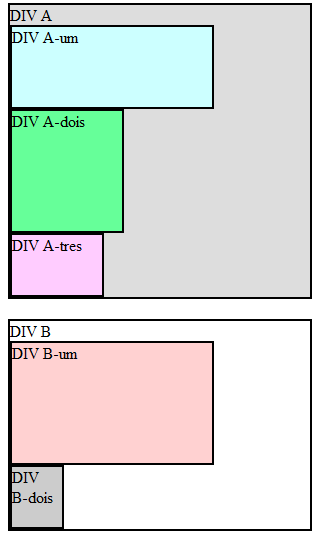 DIV A
DIV A-um
DIV A-dois
DIV A-tres
DIV B
DIV B-um
DIV
B-dois